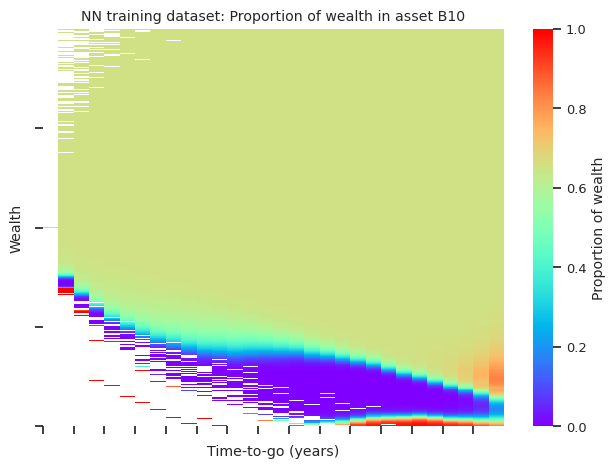 NN training dataset: Proportion of wealth in asset B10
Wealth
Time-to-go (years)
1.0
0.8
0.6
0.4
0.2
0.0
Proportion of wealth